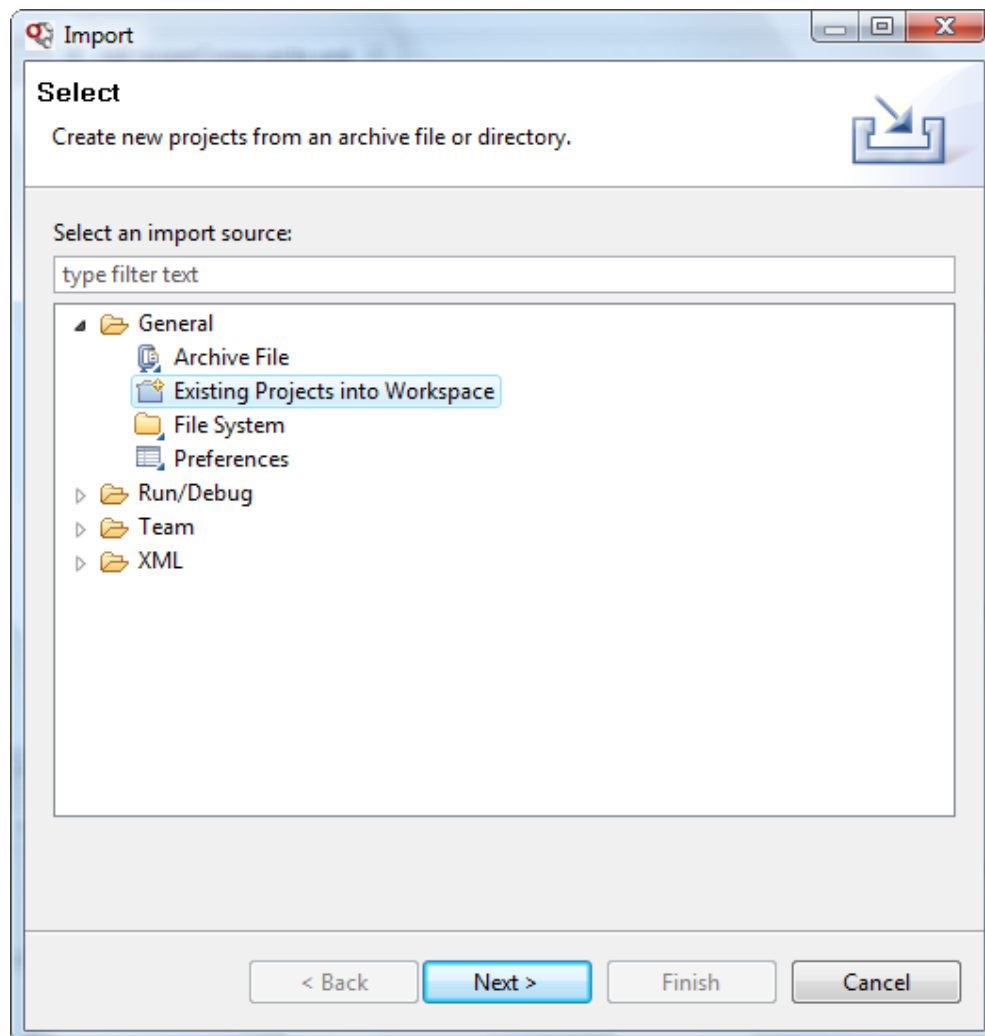 Import
Select
Create new projects from an archive file or directory.
Select an import source:
type filter text
General
Archive File
Existing Projects into Workspace
File System
Preferences
Run/Debug
Team
XML
< Back Next > Finish Cancel